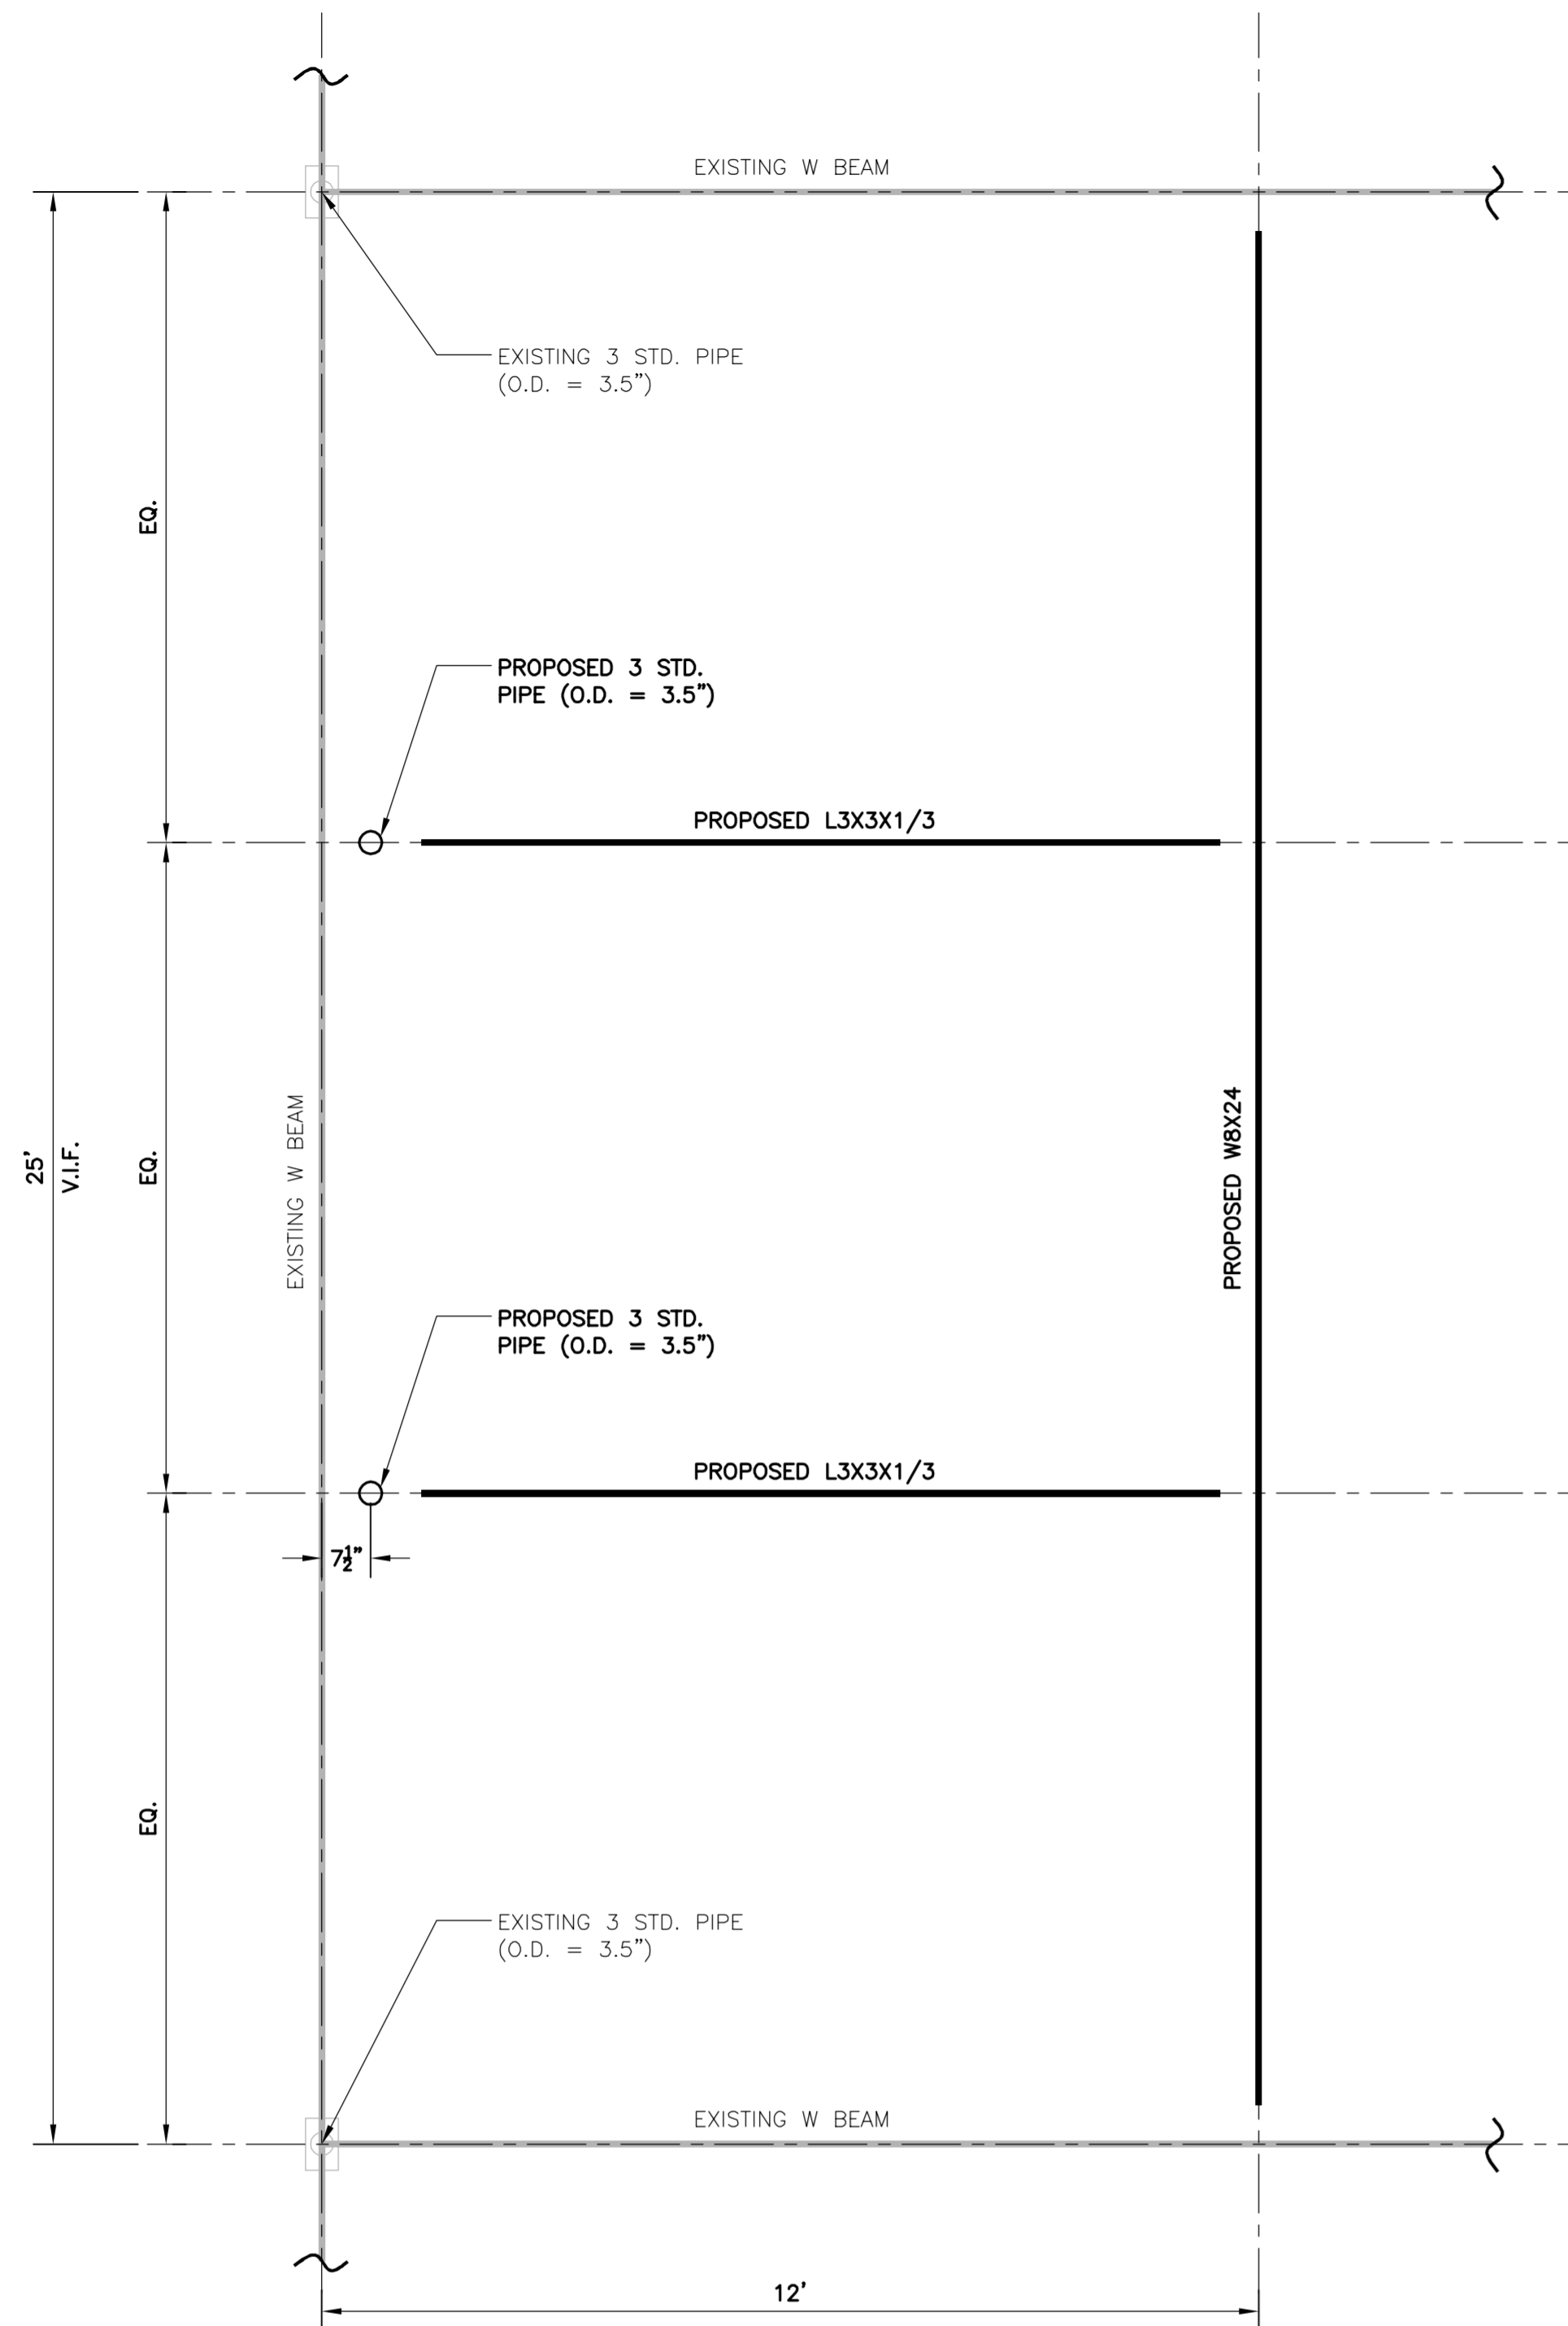 EXISTING W BEAM
EXISTING 3 STD. PIPE
(O.D. = 3.5")
EQ.
PROPOSED 3 STD.
PIPE (O.D. = 3.5")
PROPOSED L3X3X1/3
25'
V.I.F.
EQ.
EXISTING W BEAM
PROPOSED W8X24
PROPOSED 3 STD.
PIPE (O.D. = 3.5")
PROPOSED L3X3X1/3
7½"
EQ.
EXISTING 3 STD. PIPE
(O.D. = 3.5")
EXISTING W BEAM
12'